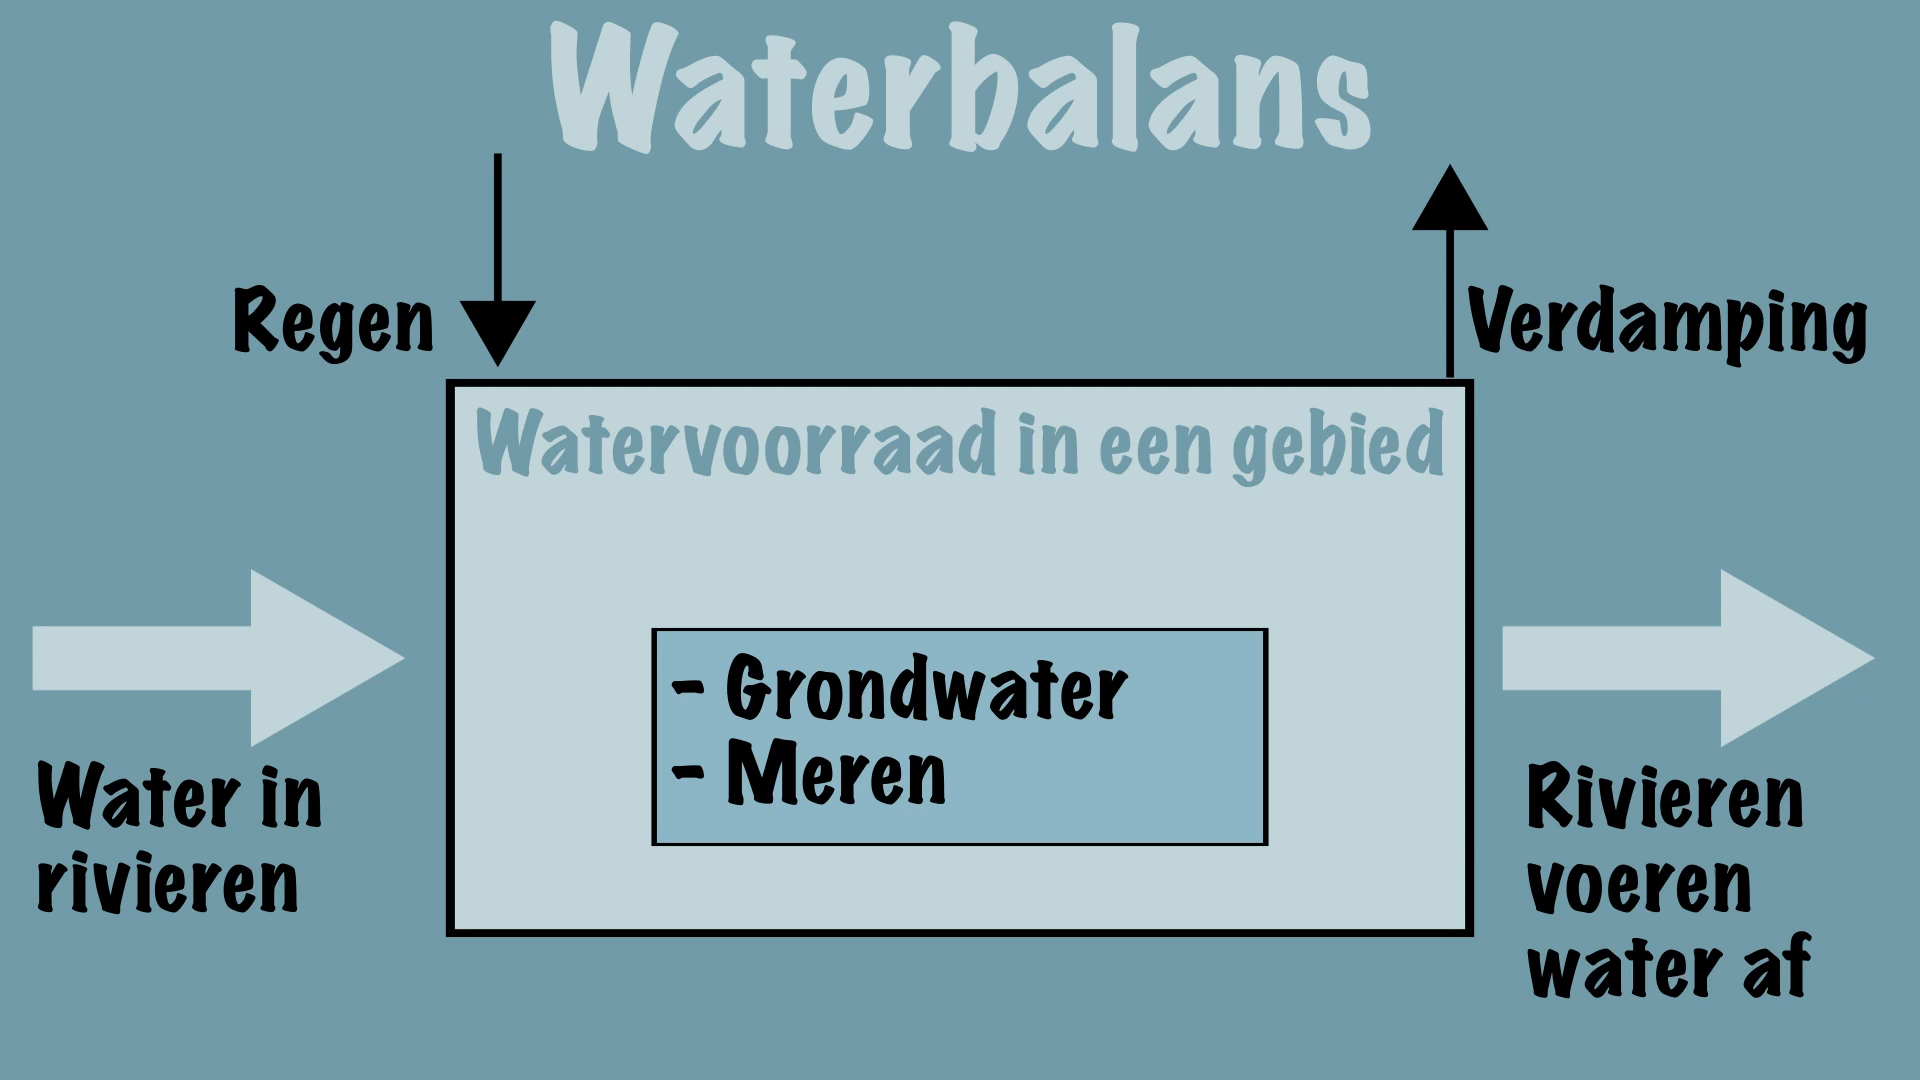 Waterbalans
Regen
Verdamping
Watervoorraad in een gebied
- Grondwater
- Meren
Water in
rivieren
Rivieren
voeren
water af